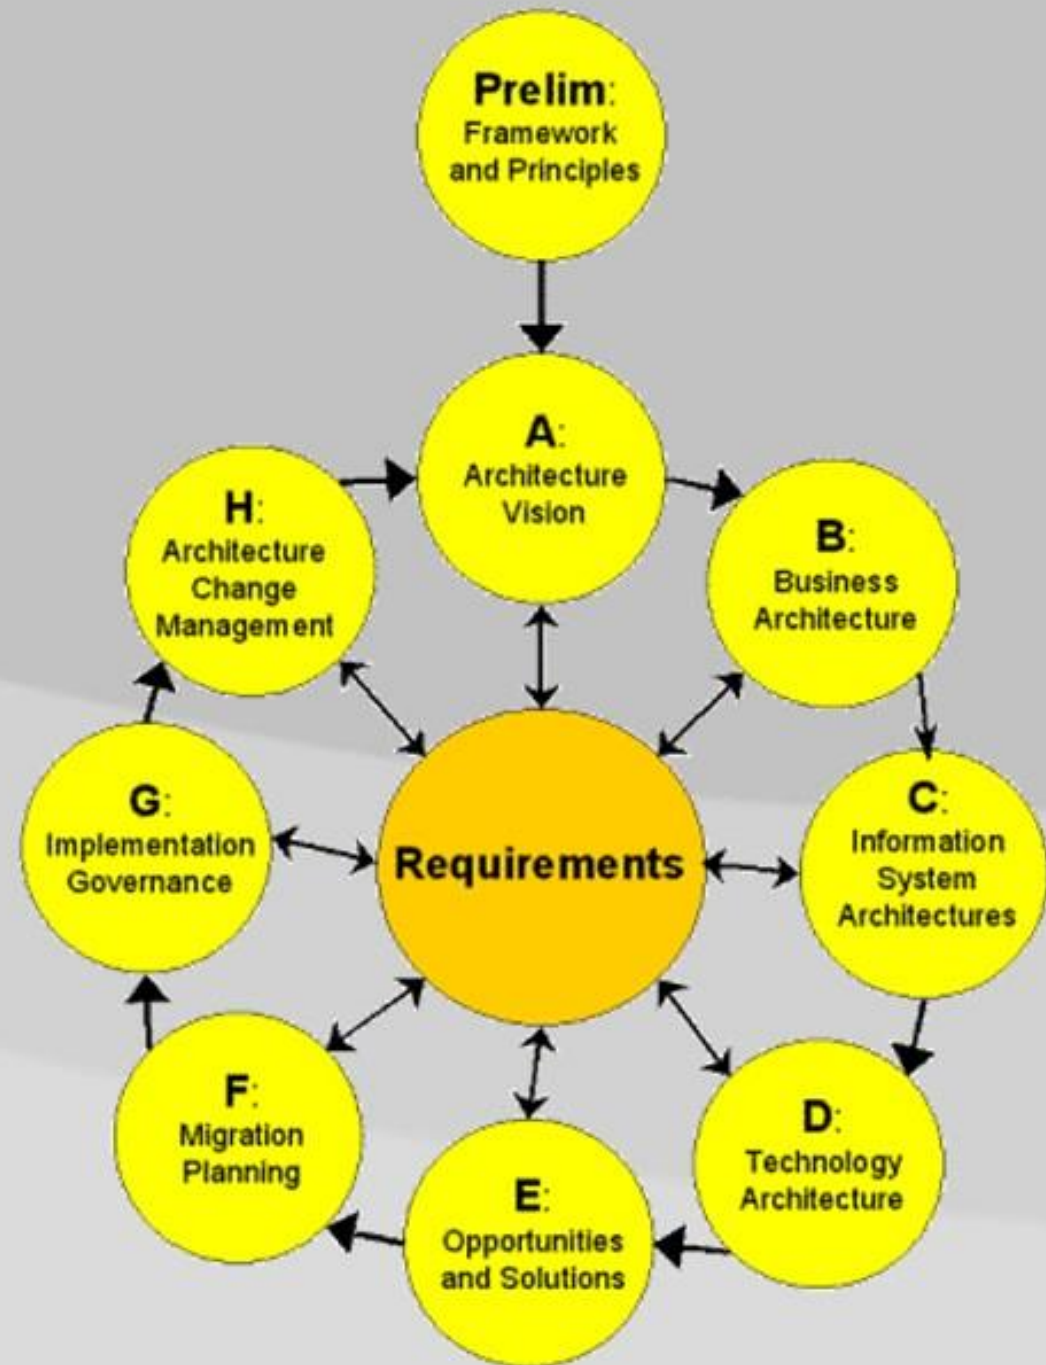 Prelim:
Framework
and Principles
A:
Architecture
Vision
B:
Business
Architecture
C:
Information
System
Architectures
D:
Technology
Architecture
E:
Opportunities
and Solutions
F:
Migration
Planning
G:
Implementation
Governance
H:
Architecture
Change
Management
Requirements